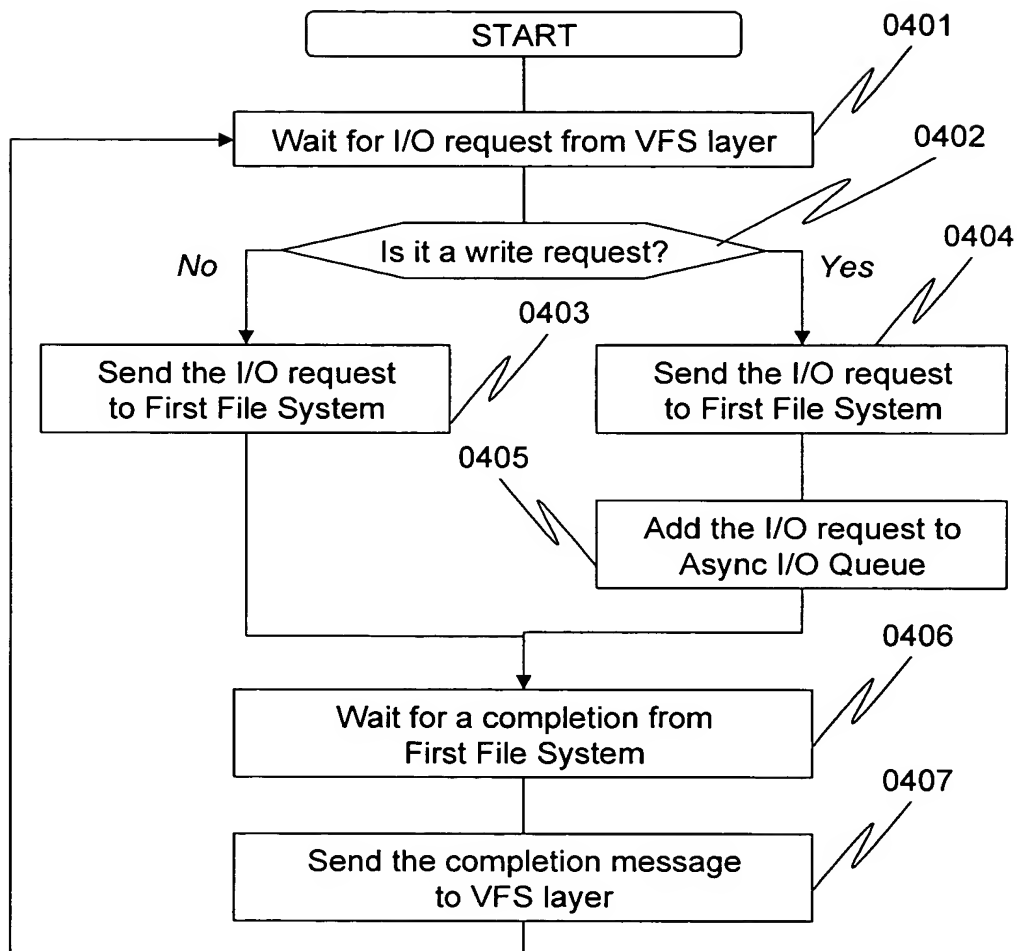 START
0401
Wait for I/O request from VFS layer
0402
Is it a write request?
No
Yes
0404
0403
Send the I/O request
to First File System
Send the I/O request
to First File System
0405
Add the I/O request to
Async I/O Queue
0406
Wait for a completion from
First File System
0407
Send the completion message
to VFS layer